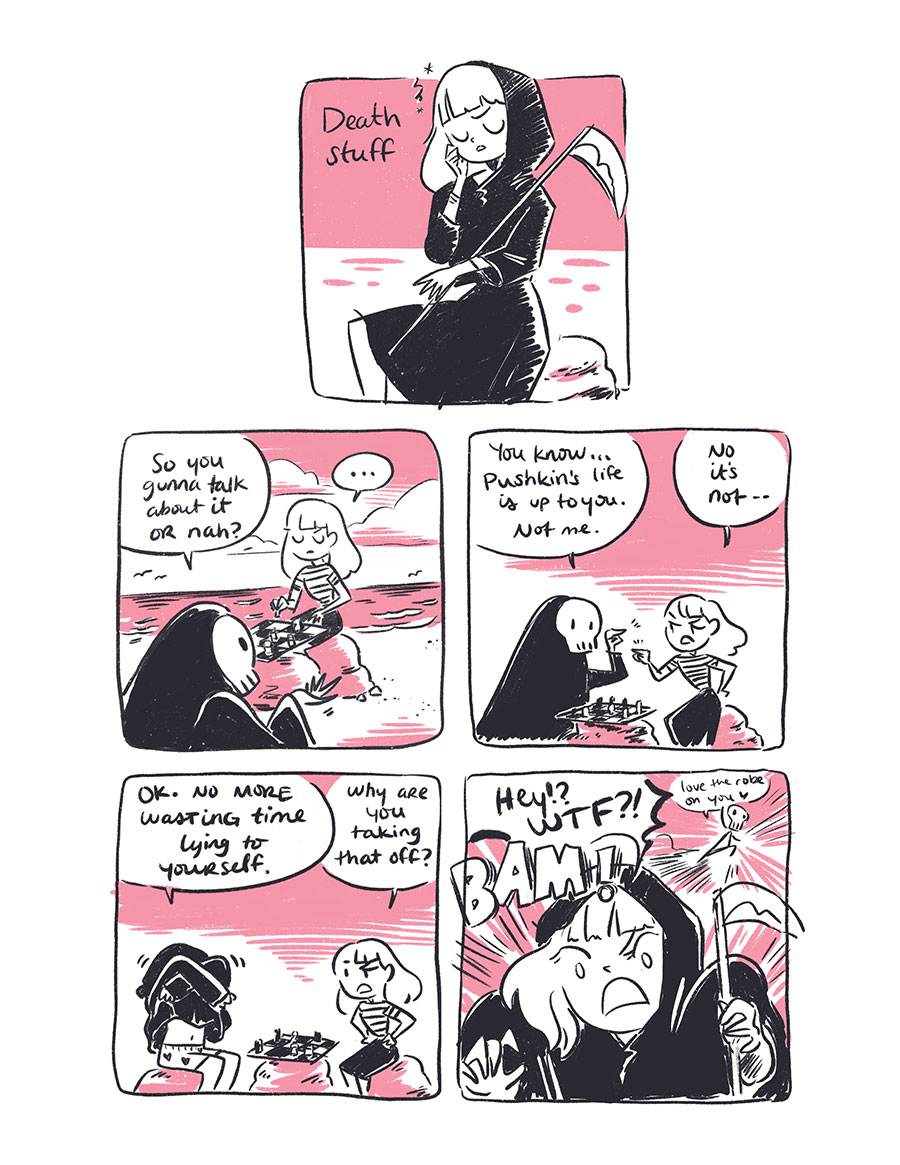 Death
stuff
So you
gunna talk
about it
OR nah?
...
You know...
Pushkin's life
is up to you.
Not me.
No
it's
not--
OK. NO MORE
wasting time
lying to
yourself.
Why are
you
taking
that off?
Hey!?
WTF?!
love the robe
on you ♥
BAM!?